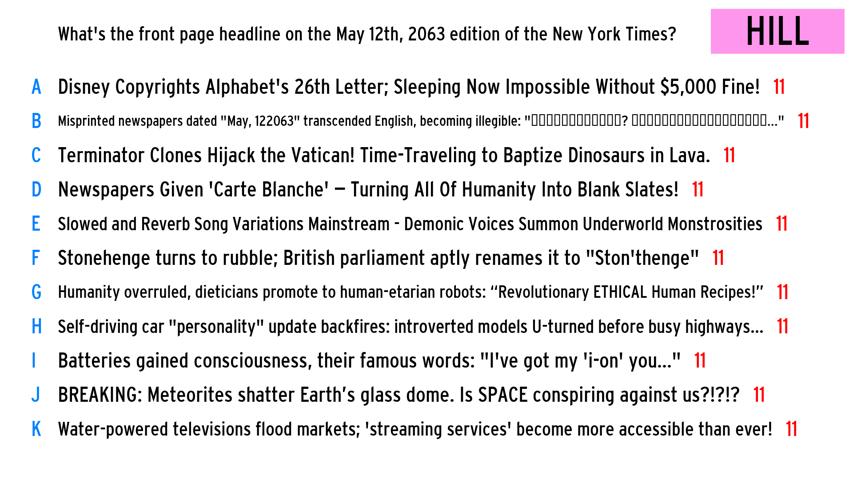 What's the front page headline on the May 12th, 2063 edition of the New York Times?
HILL
A Disney Copyrights Alphabet's 26th Letter; Sleeping Now Impossible Without $5,000 Fine! 11
B Misprinted newspapers dated "May, 122063" transcended English, becoming illegible: "▯▯▯▯▯▯▯▯▯▯▯▯▯? ▯▯▯▯▯▯▯▯▯▯▯▯▯▯▯▯▯▯▯..." 11
C Terminator Clones Hijack the Vatican! Time-Traveling to Baptize Dinosaurs in Lava. 11
D Newspapers Given 'Carte Blanche' – Turning All Of Humanity Into Blank Slates! 11
E Slowed and Reverb Song Variations Mainstream - Demonic Voices Summon Underworld Monstrosities 11
F Stonehenge turns to rubble; British parliament aptly renames it to "Ston'thenge" 11
G Humanity overruled, dieticians promote to human-etarian robots: “Revolutionary ETHICAL Human Recipes!” 11
H Self-driving car "personality" update backfires: introverted models U-turned before busy highways... 11
I Batteries gained consciousness, their famous words: "I've got my 'i-on' you..." 11
J BREAKING: Meteorites shatter Earth’s glass dome. Is SPACE conspiring against us?!?!? 11
K Water-powered televisions flood markets; 'streaming services' become more accessible than ever! 11